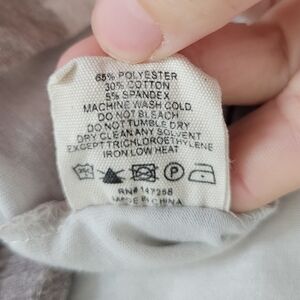 65% POLYESTER
30% COTTON
5% SPANDEX
MACHINE WASH COLD
DO NOT BLEACH
DO NOT TUMBLE DRY
DRY CLEAN ANY SOLVENT
EXCEPT TRICHLOROETHYLENE
IRON LOW HEAT
P
RN# 147268
MADE IN CHINA